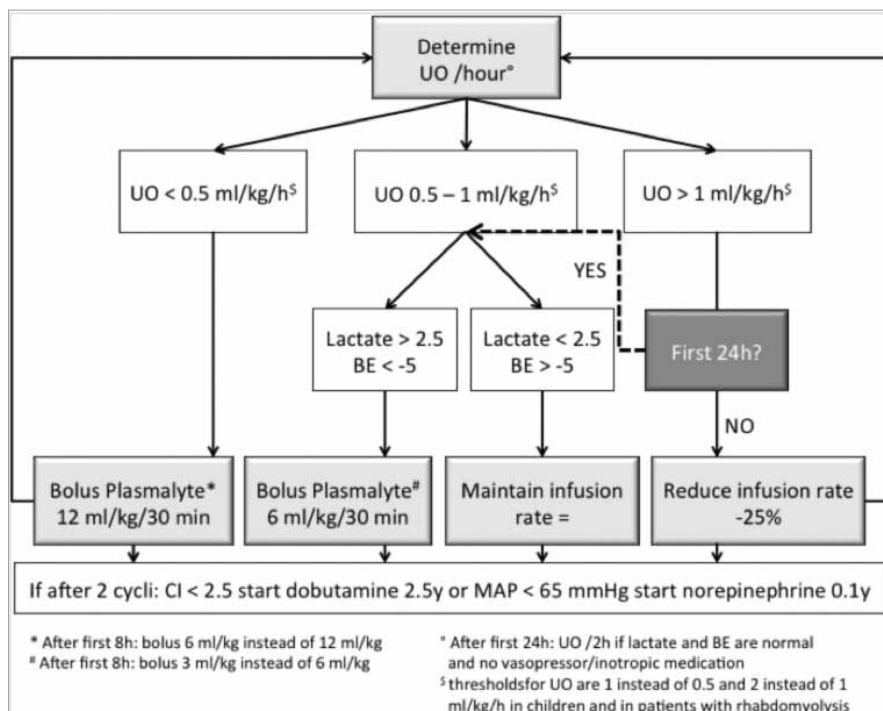 Determine
UO /hour°
UO < 0.5 ml/kg/h$
UO 0.5 – 1 ml/kg/h$
UO > 1 ml/kg/h$
YES
Lactate > 2.5
BE < -5
Lactate < 2.5
BE > -5
First 24h?
NO
Bolus Plasmalyte*
12 ml/kg/30 min
Bolus Plasmalyte#
6 ml/kg/30 min
Maintain infusion
rate =
Reduce infusion rate
-25%
If after 2 cycli: CI < 2.5 start dobutamine 2.5γ or MAP < 65 mmHg start norepinephrine 0.1γ
* After first 8h: bolus 6 ml/kg instead of 12 ml/kg
# After first 8h: bolus 3 ml/kg instead of 6 ml/kg
° After first 24h: UO /2h if lactate and BE are normal
and no vasopressor/inotropic medication
$ thresholdsfor UO are 1 instead of 0.5 and 2 instead of 1
ml/kg/h in children and in patients with rhabdomyolysis